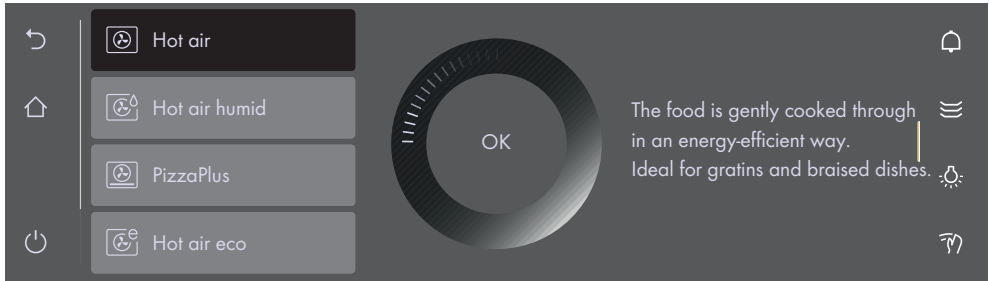 Hot air
Hot air humid
PizzaPlus
e
Hot air eco
OK
The food is gently cooked through
in an energy-efficient way.
Ideal for gratins and braised dishes.